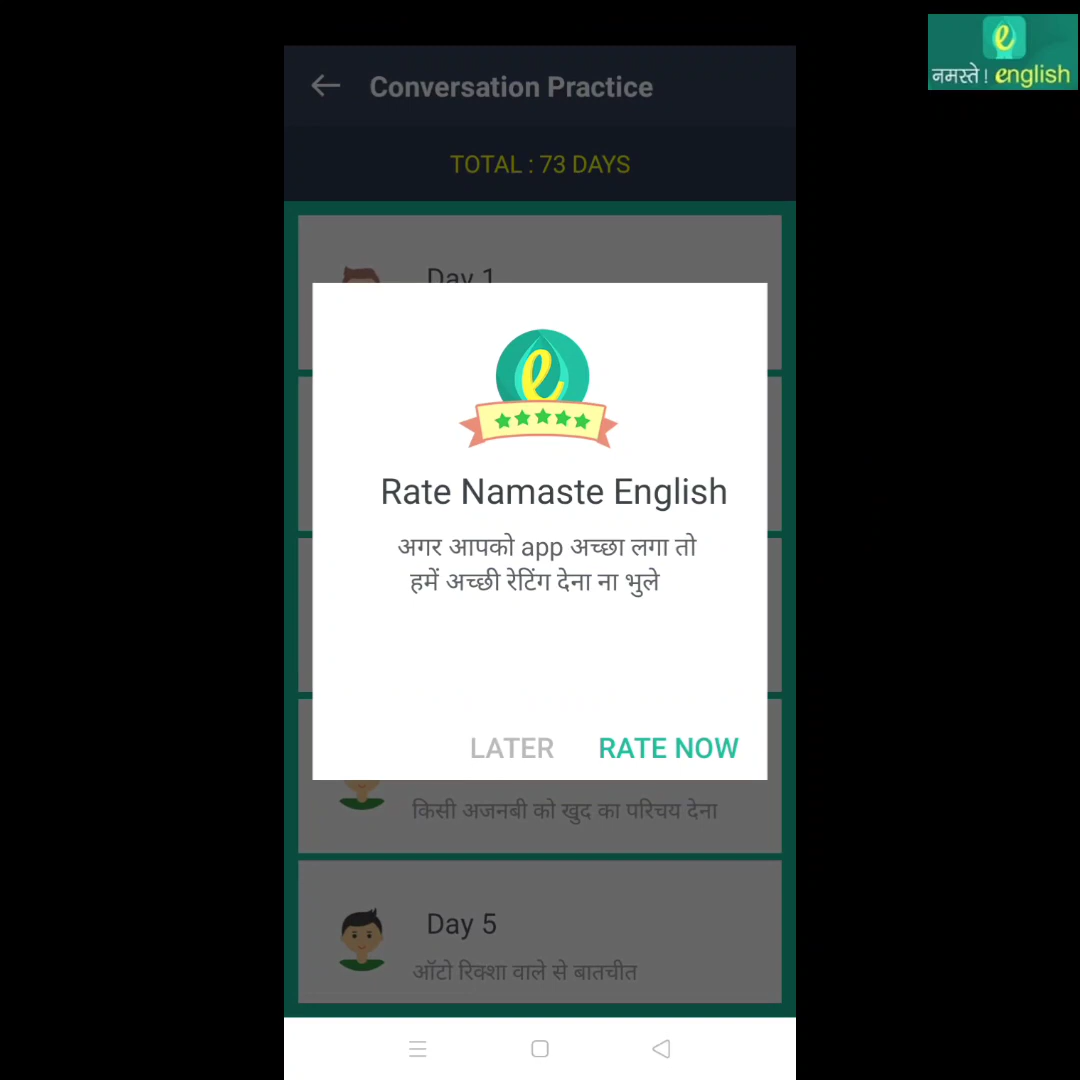 नमस्ते ! english
Conversation Practice
TOTAL : 73 DAYS
Day 1
Rate Namaste English
अगर आपको app अच्छा लगा तो
हमें अच्छी रेटिंग देना ना भुले
LATER
RATE NOW
किसी अजनबी को खुद का परिचय देना
Day 5
ऑटो रिक्शा वाले से बातचीत